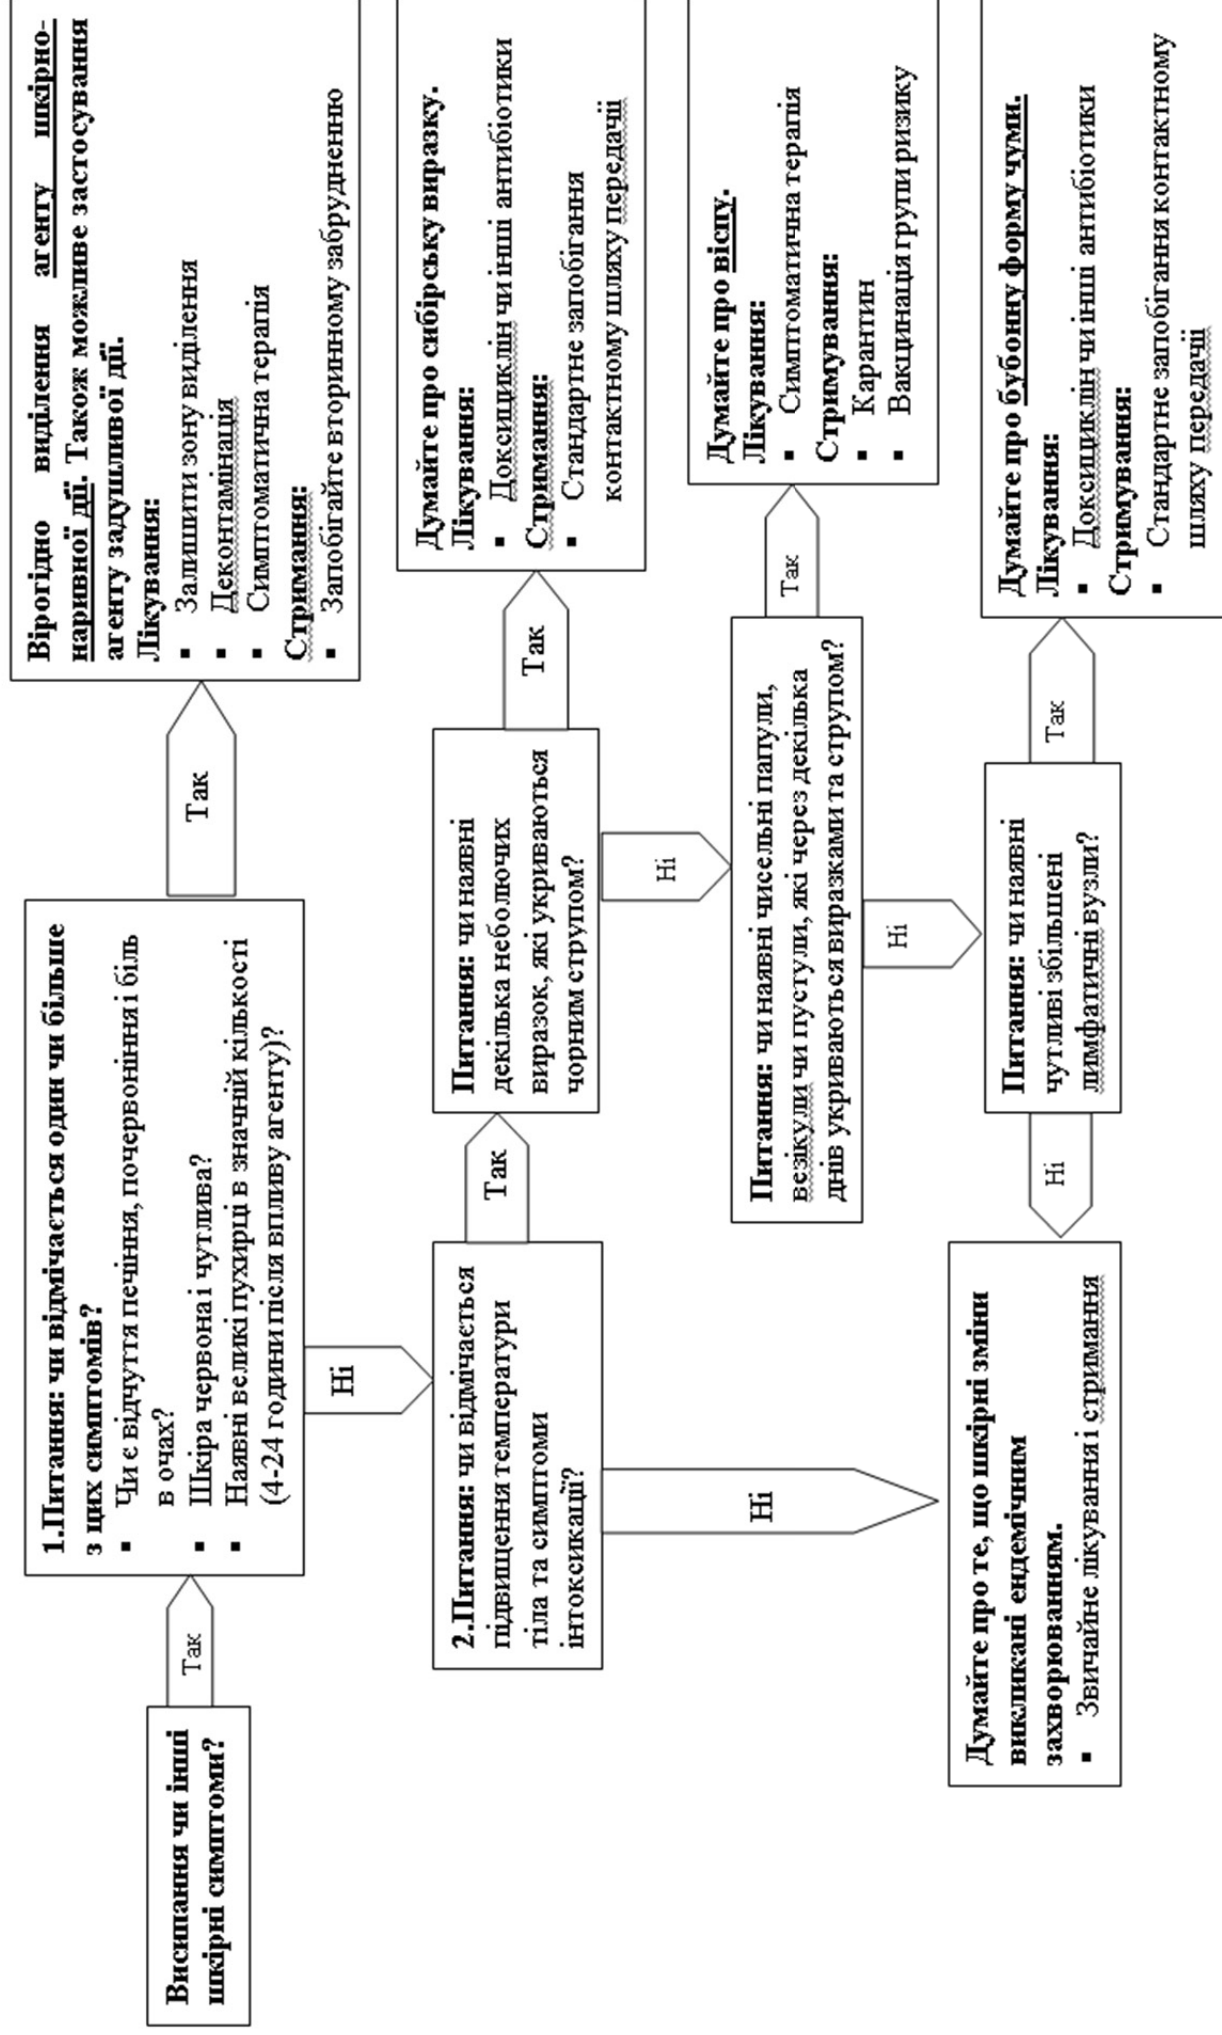 Висипання чи інші
шкірні симптоми?
Так
1.Питання: чи відмічається один чи більше
з цих симптомів?
▪ Чи є відчуття печіння, почервоніння і біль
в очах?
▪ Шкіра червона і чутлива?
▪ Наявні великі пухирці в значній кількості
(4-24 години після впливу агенту)?
Так
Вірогідно виділення агенту шкірно-
наривної дії. Також можливе застосування
агенту задушливої дії.
Лікування:
▪ Залишити зону виділення
▪ Деконтамінація
▪ Симптоматична терапія
Стримання:
▪ Запобігайте вторинному забрудненню
Ні
2.Питання: чи відмічається
підвищення температури
тіла та симптоми
інтоксикації?
Так
Питання: чи наявні
декілька неболючих
виразок, які укриваються
чорним струпом?
Так
Думайте про сибірську виразку.
Лікування:
▪ Доксициклін чи інші антибіотики
Стримання:
▪ Стандартне запобігання
контактному шляху передачії
Ні
Питання: чи наявні чисельні папули,
везікули чи пустули, які через декілька
днів укриваються виразками та струпом?
Так
Думайте про віспу.
Лікування:
▪ Симптоматична терапія
Стримування:
▪ Карантин
▪ Вакцинація групи ризику
Ні
Питання: чи наявні
чутливі збільшені
лимфатичні вузли?
Так
Думайте про бубонну форму чуми.
Лікування:
▪ Доксициклін чи інші антибіотики
Стримування:
▪ Стандартне запобігання контактному
шляху передачії
Ні
Ні
Думайте про те, що шкірні зміни
викликані ендемічним
захворюванням.
▪ Звичайне лікування і стримання